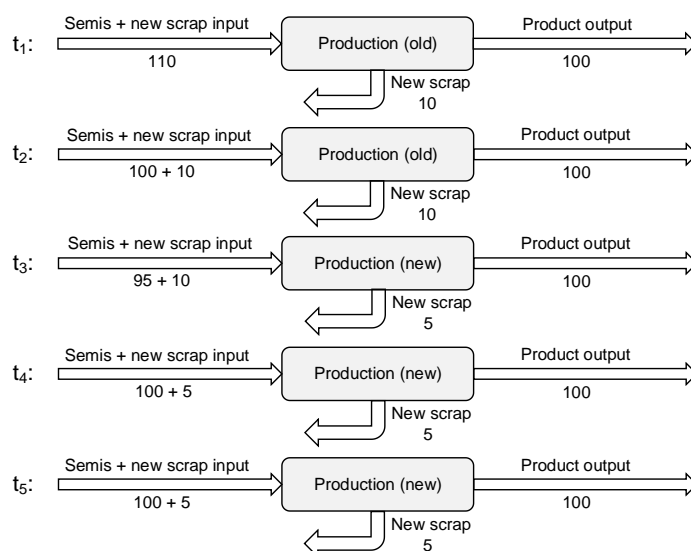 t1: Semis + new scrap input Production (old) Product output
110 100
New scrap
10
t2: Semis + new scrap input Production (old) Product output
100 + 10 100
New scrap
10
t3: Semis + new scrap input Production (new) Product output
95 + 10 100
New scrap
5
t4: Semis + new scrap input Production (new) Product output
100 + 5 100
New scrap
5
t5: Semis + new scrap input Production (new) Product output
100 + 5 100
New scrap
5